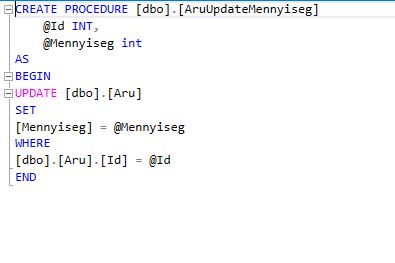 CREATE PROCEDURE [dbo].[AruUpdateMennyiseg]
@Id INT,
@Mennyiseg int
AS
BEGIN
UPDATE [dbo].[Aru]
SET
[Mennyiseg] = @Mennyiseg
WHERE
[dbo].[Aru].[Id] = @Id
END